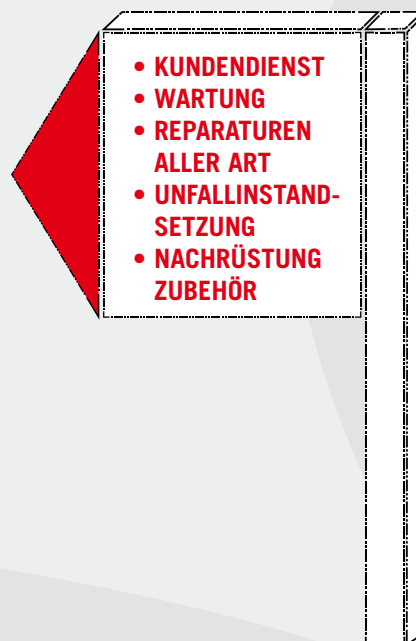 • KUNDENDIENST
• WARTUNG
• REPARATUREN
ALLER ART
• UNFALLINSTAND-
SETZUNG
• NACHRÜSTUNG
ZUBEHÖR